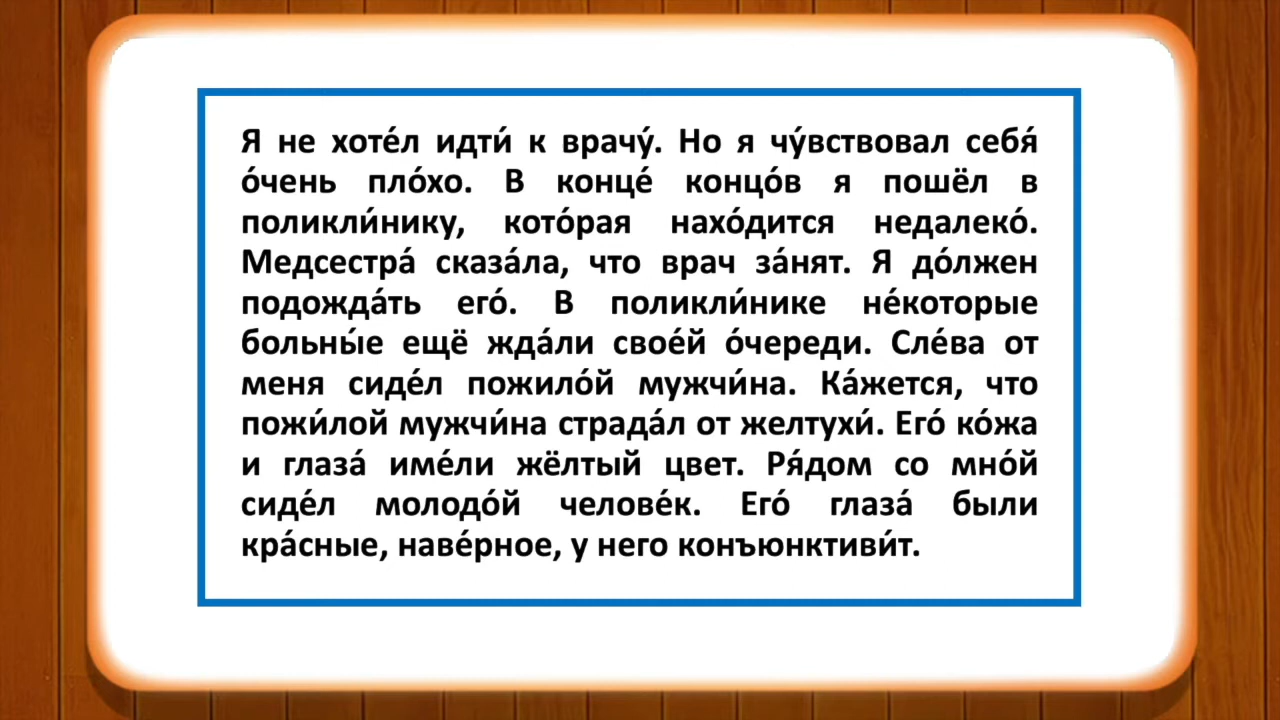 Я не хоте́л идти́ к врачу́. Но я чу́вствовал себя́
о́чень пло́хо. В конце́ концо́в я пошёл в
поликли́нику, кото́рая нахо́дится недалеко́.
Медсестра́ сказа́ла, что врач за́нят. Я до́лжен
подожда́ть его́. В поликли́нике не́которые
больны́е ещё жда́ли свое́й о́череди. Сле́ва от
меня сиде́л пожило́й мужчи́на. Ка́жется, что
пожи́лой мужчи́на страда́л от желтухи́. Его́ ко́жа
и глаза́ име́ли жёлтый цвет. Ря́дом со мно́й
сиде́л молодо́й челове́к. Его́ глаза́ были
кра́сные, наве́рное, у него конъюнктиви́т.